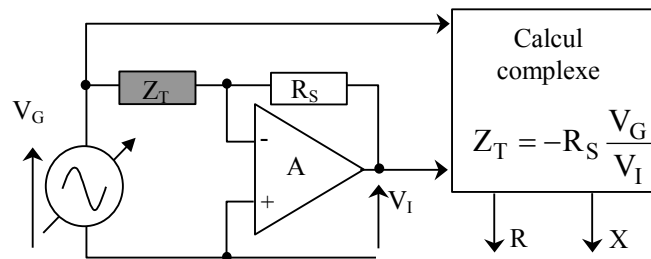 Calcul
complexe
Z_T = -R_S V_G / V_I
Z_T
R_S
V_G
-
A
+
V_I
R
X